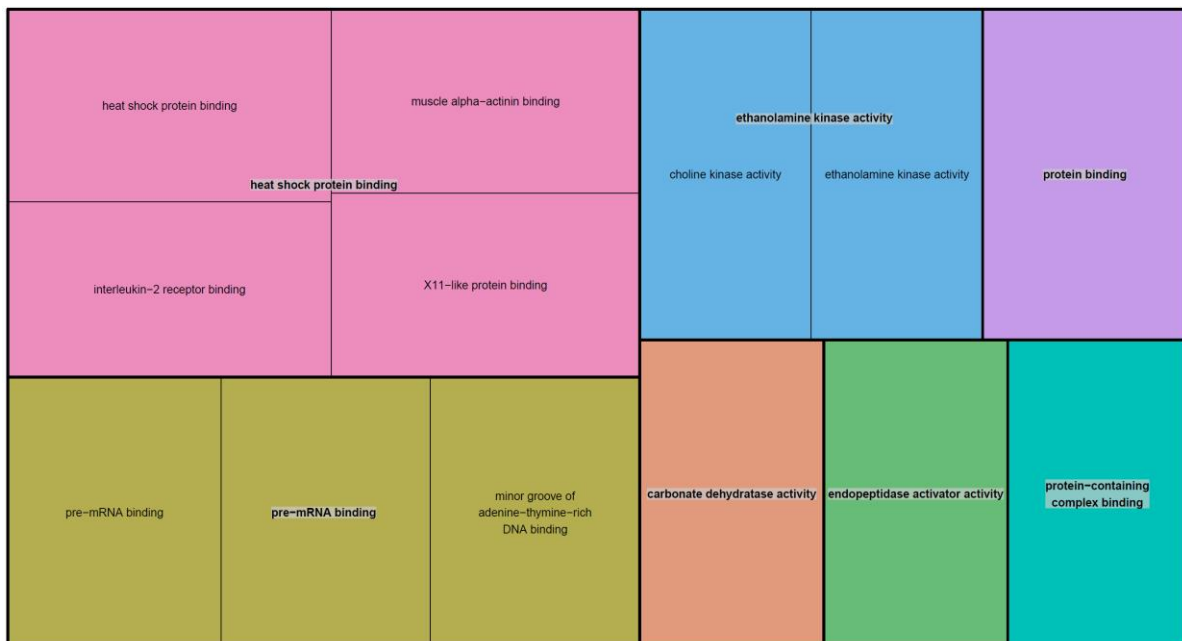 heat shock protein binding
muscle alpha−actinin binding
heat shock protein binding
interleukin−2 receptor binding
X11−like protein binding
pre−mRNA binding
pre−mRNA binding
minor groove of
adenine−thymine−rich
DNA binding
ethanolamine kinase activity
choline kinase activity
ethanolamine kinase activity
protein binding
carbonate dehydratase activity
endopeptidase activator activity
protein−containing
complex binding